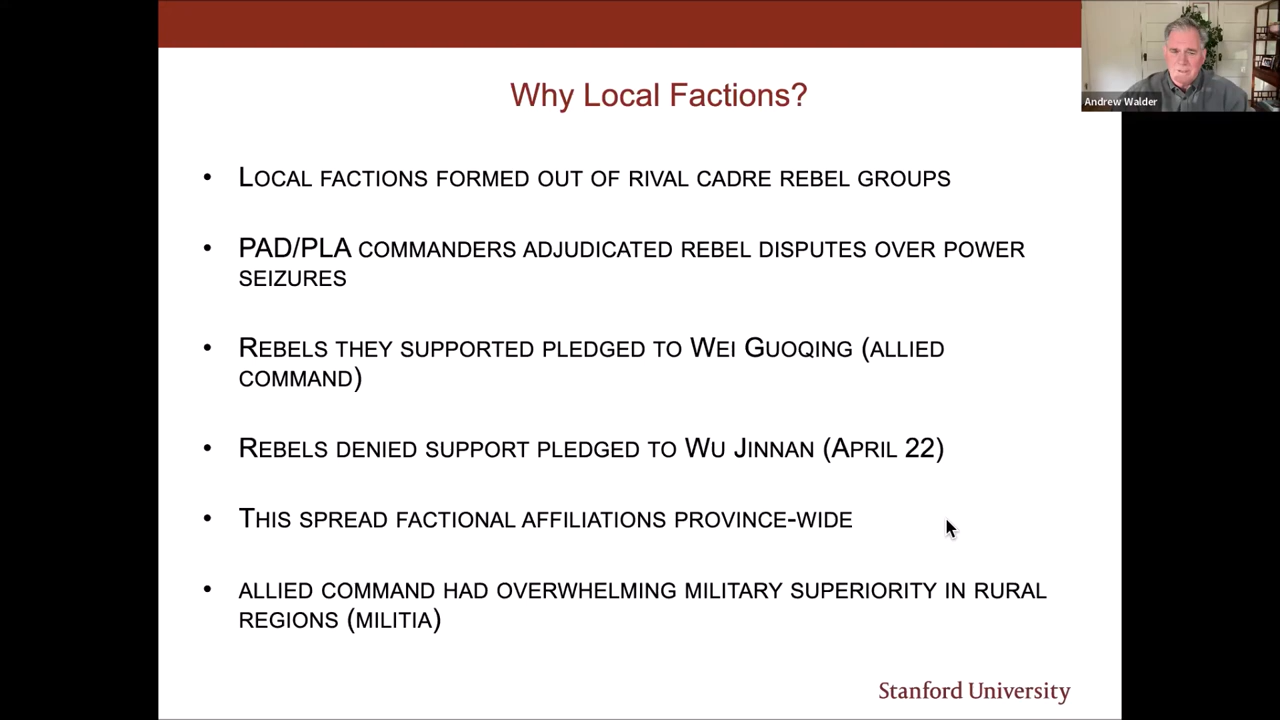 Why Local Factions?
Andrew Walder
• LOCAL FACTIONS FORMED OUT OF RIVAL CADRE REBEL GROUPS
• PAD/PLA COMMANDERS ADJUDICATED REBEL DISPUTES OVER POWER
SEIZURES
• REBELS THEY SUPPORTED PLEDGED TO WEI GUOQING (ALLIED
COMMAND)
• REBELS DENIED SUPPORT PLEDGED TO WU JINNAN (APRIL 22)
• THIS SPREAD FACTIONAL AFFILIATIONS PROVINCE-WIDE
• ALLIED COMMAND HAD OVERWHELMING MILITARY SUPERIORITY IN RURAL
REGIONS (MILITIA)
Stanford University